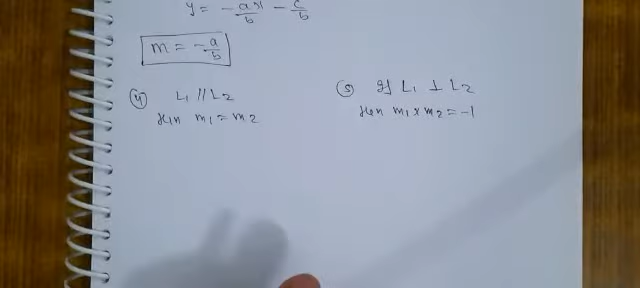 y = -ax/b - c/b
m = -a/b
(4) L1 // L2
then m1 = m2
(5) If L1 ⊥ L2
then m1 x m2 = -1